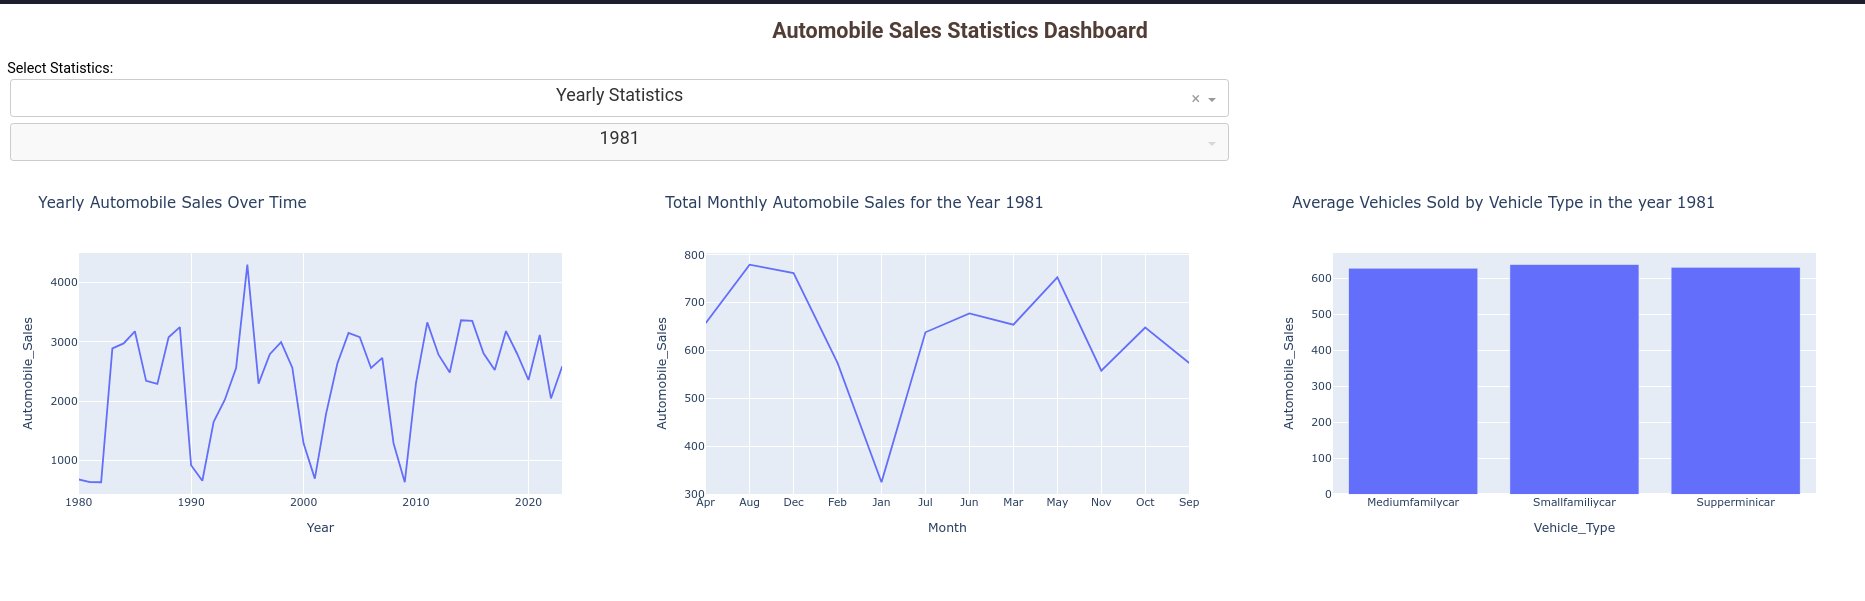 Automobile Sales Statistics Dashboard
Select Statistics:
Yearly Statistics
×
1981
Yearly Automobile Sales Over Time
Automobile_Sales
4000
3000
2000
1000
1980 1990 2000 2010 2020
Year
Total Monthly Automobile Sales for the Year 1981
Automobile_Sales
800
700
600
500
400
300
Apr Aug Dec Feb Jan Jul Jun Mar May Nov Oct Sep
Month
Average Vehicles Sold by Vehicle Type in the year 1981
Automobile_Sales
600
500
400
300
200
100
0
Mediumfamilycar Smallfamiliycar Supperminicar
Vehicle_Type